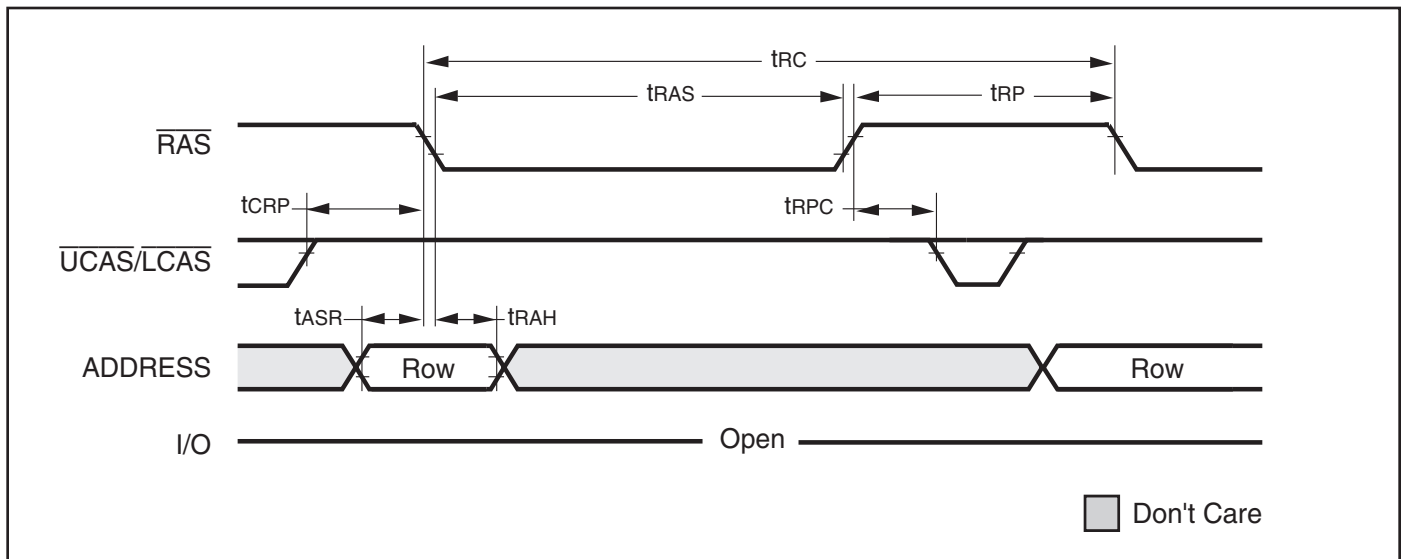 tRC
tRAS
tRP
RAS
tCRP
tRPC
UCAS/LCAS
tASR
tRAH
ADDRESS
Row
Row
I/O
Open
Don't Care